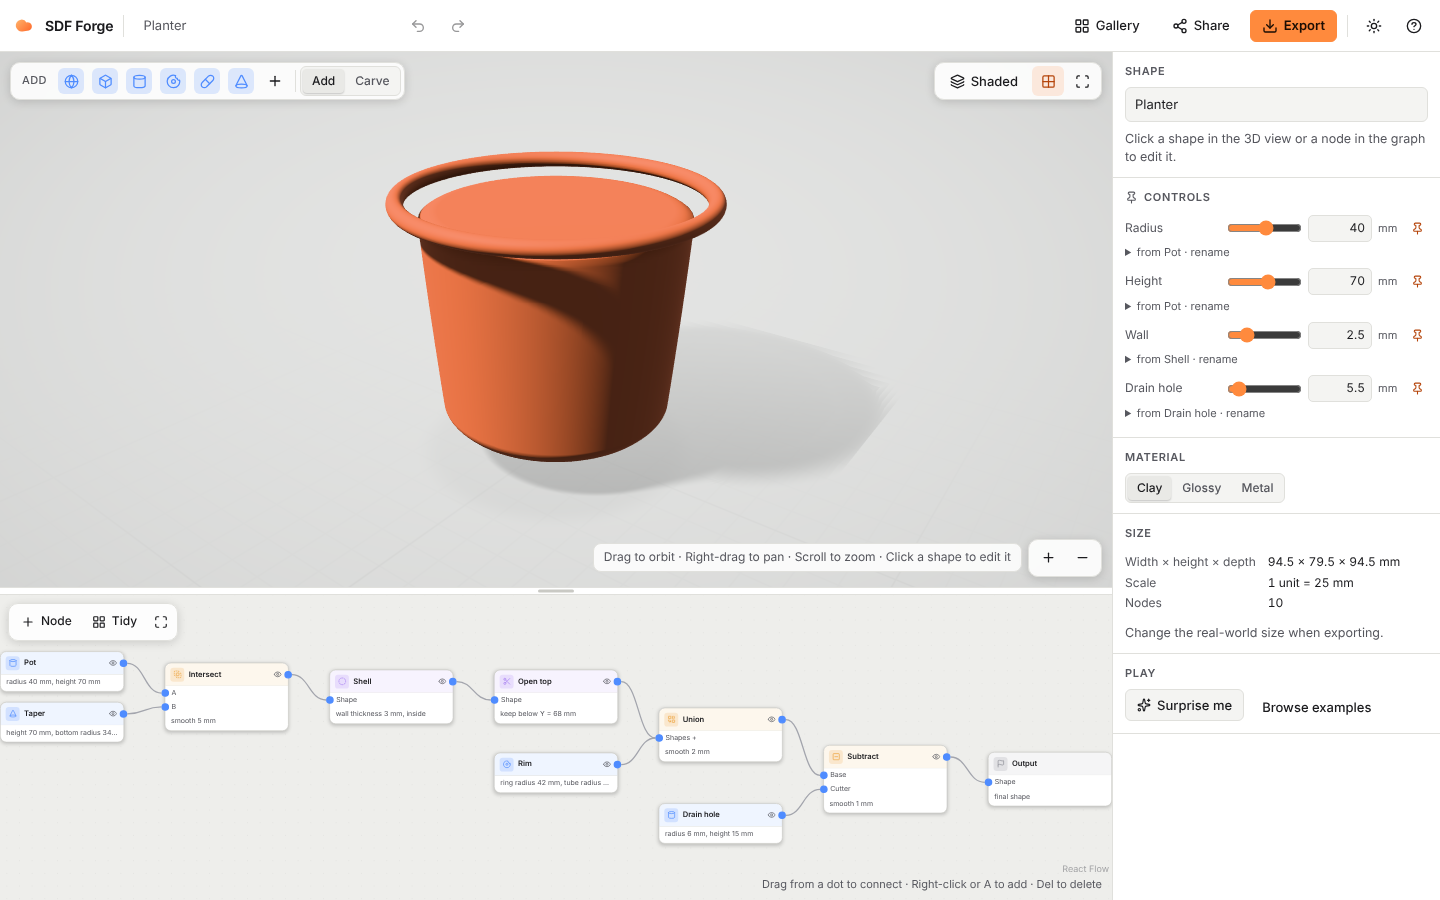 SDF Forge
Planter
Gallery
Share
Export
ADD
Add
Carve
Shaded
Drag to orbit · Right-drag to pan · Scroll to zoom · Click a shape to edit it
Node
Tidy
Pot
radius 40 mm, height 70 mm
Taper
height 70 mm, bottom radius 34...
Intersect
A
B
smooth 5 mm
Shell
Shape
wall thickness 3 mm, inside
Open top
Shape
keep below Y = 68 mm
Rim
ring radius 42 mm, tube radius ...
Union
Shapes +
smooth 2 mm
Drain hole
radius 6 mm, height 15 mm
Subtract
Base
Cutter
smooth 1 mm
Output
Shape
final shape
React Flow
Drag from a dot to connect · Right-click or A to add · Del to delete
SHAPE
Planter
Click a shape in the 3D view or a node in the graph
to edit it.
CONTROLS
Radius 40 mm
from Pot · rename
Height 70 mm
from Pot · rename
Wall 2.5 mm
from Shell · rename
Drain hole 5.5 mm
from Drain hole · rename
MATERIAL
Clay Glossy Metal
SIZE
Width × height × depth 94.5 × 79.5 × 94.5 mm
Scale 1 unit = 25 mm
Nodes 10
Change the real-world size when exporting.
PLAY
Surprise me
Browse examples